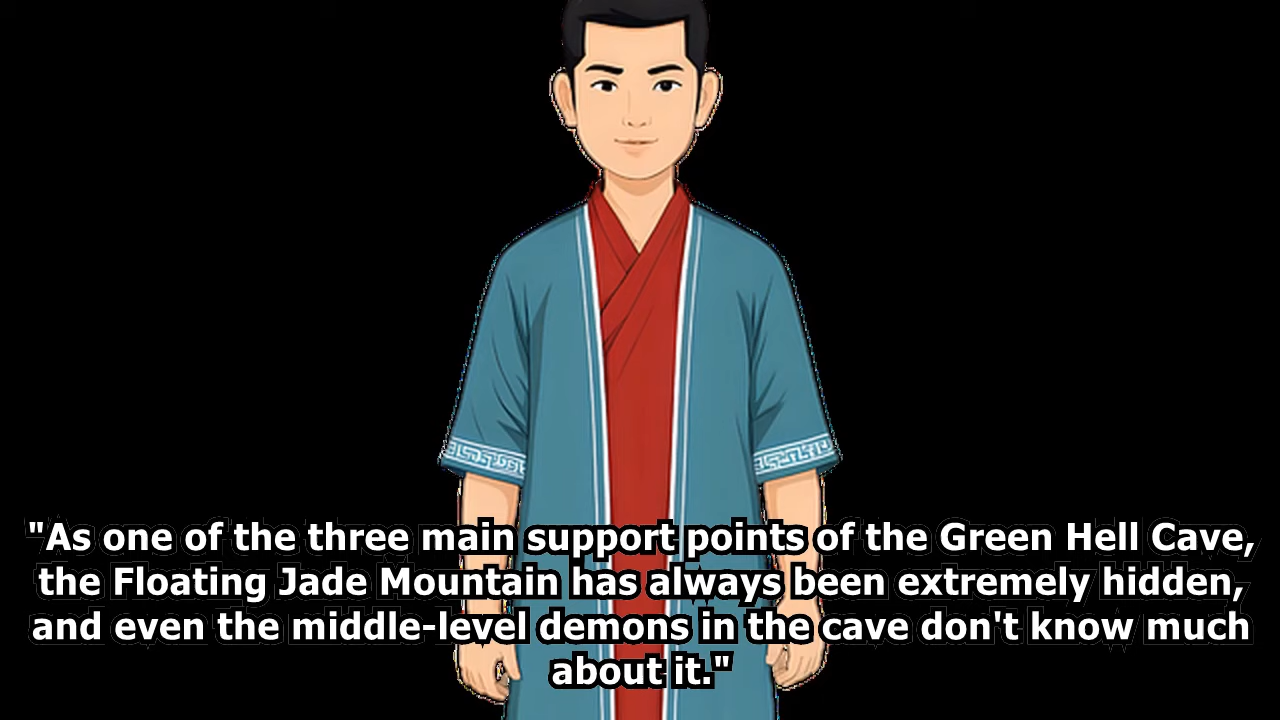 "As one of the three main support points of the Green Hell Cave,
the Floating Jade Mountain has always been extremely hidden,
and even the middle-level demons in the cave don't know much
about it."